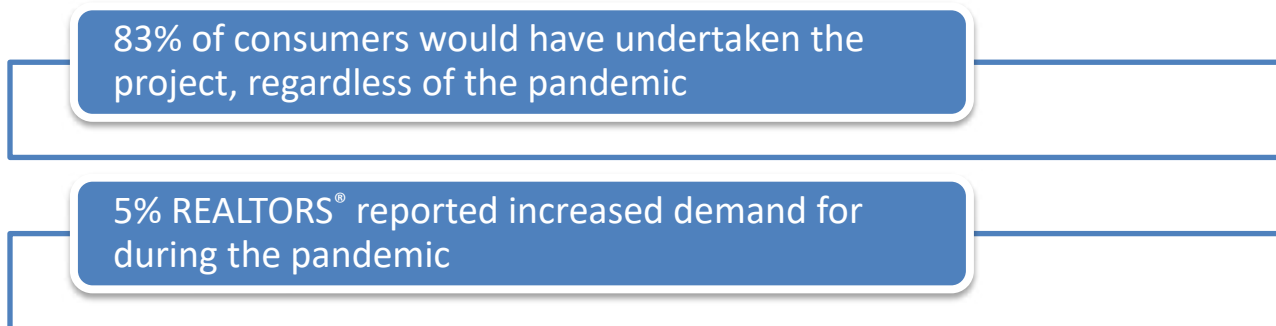 83% of consumers would have undertaken the
project, regardless of the pandemic
5% REALTORS® reported increased demand for
during the pandemic